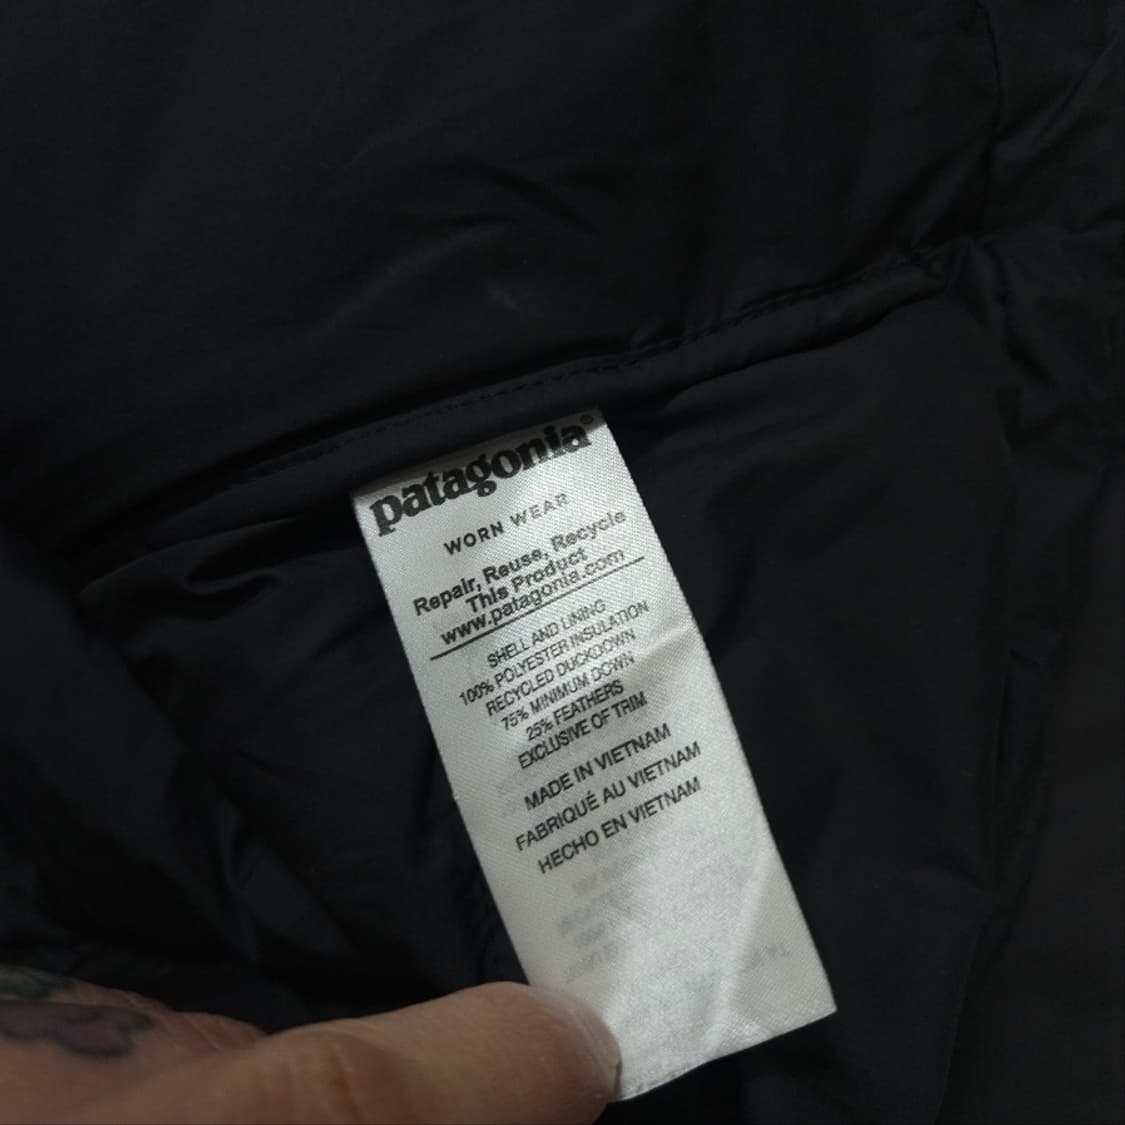 patagonia®
WORN WEAR
Repair, Reuse, Recycle
This Product
www.patagonia.com
SHELL AND LINING
100% POLYESTER INSULATION
RECYCLED DUCKDOWN
75% MINIMUM DOWN
25% FEATHERS
EXCLUSIVE OF TRIM
MADE IN VIETNAM
FABRIQUÉ AU VIETNAM
HECHO EN VIETNAM